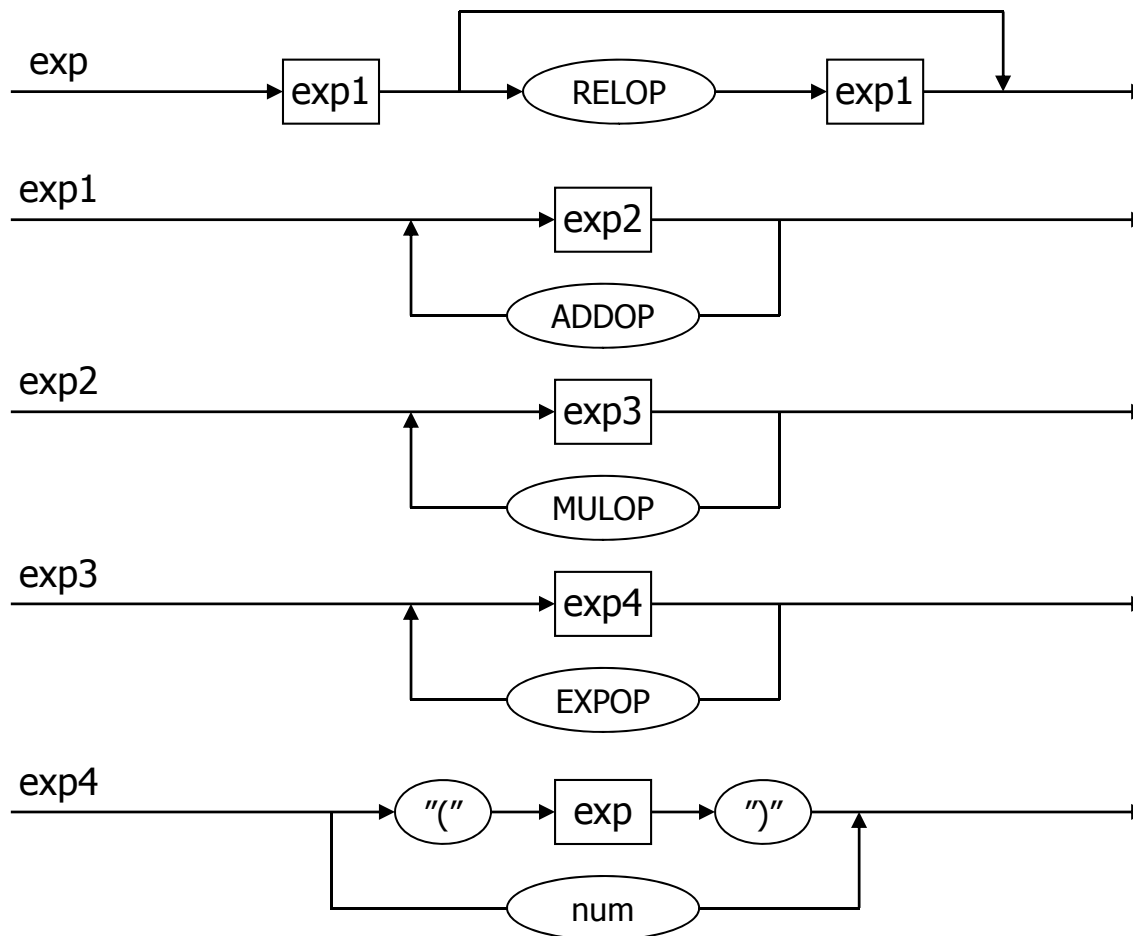 exp
exp1 RELOP exp1
exp1
exp2
ADDOP
exp2
exp3
MULOP
exp3
exp4
EXPOP
exp4
"(" exp ")"
num